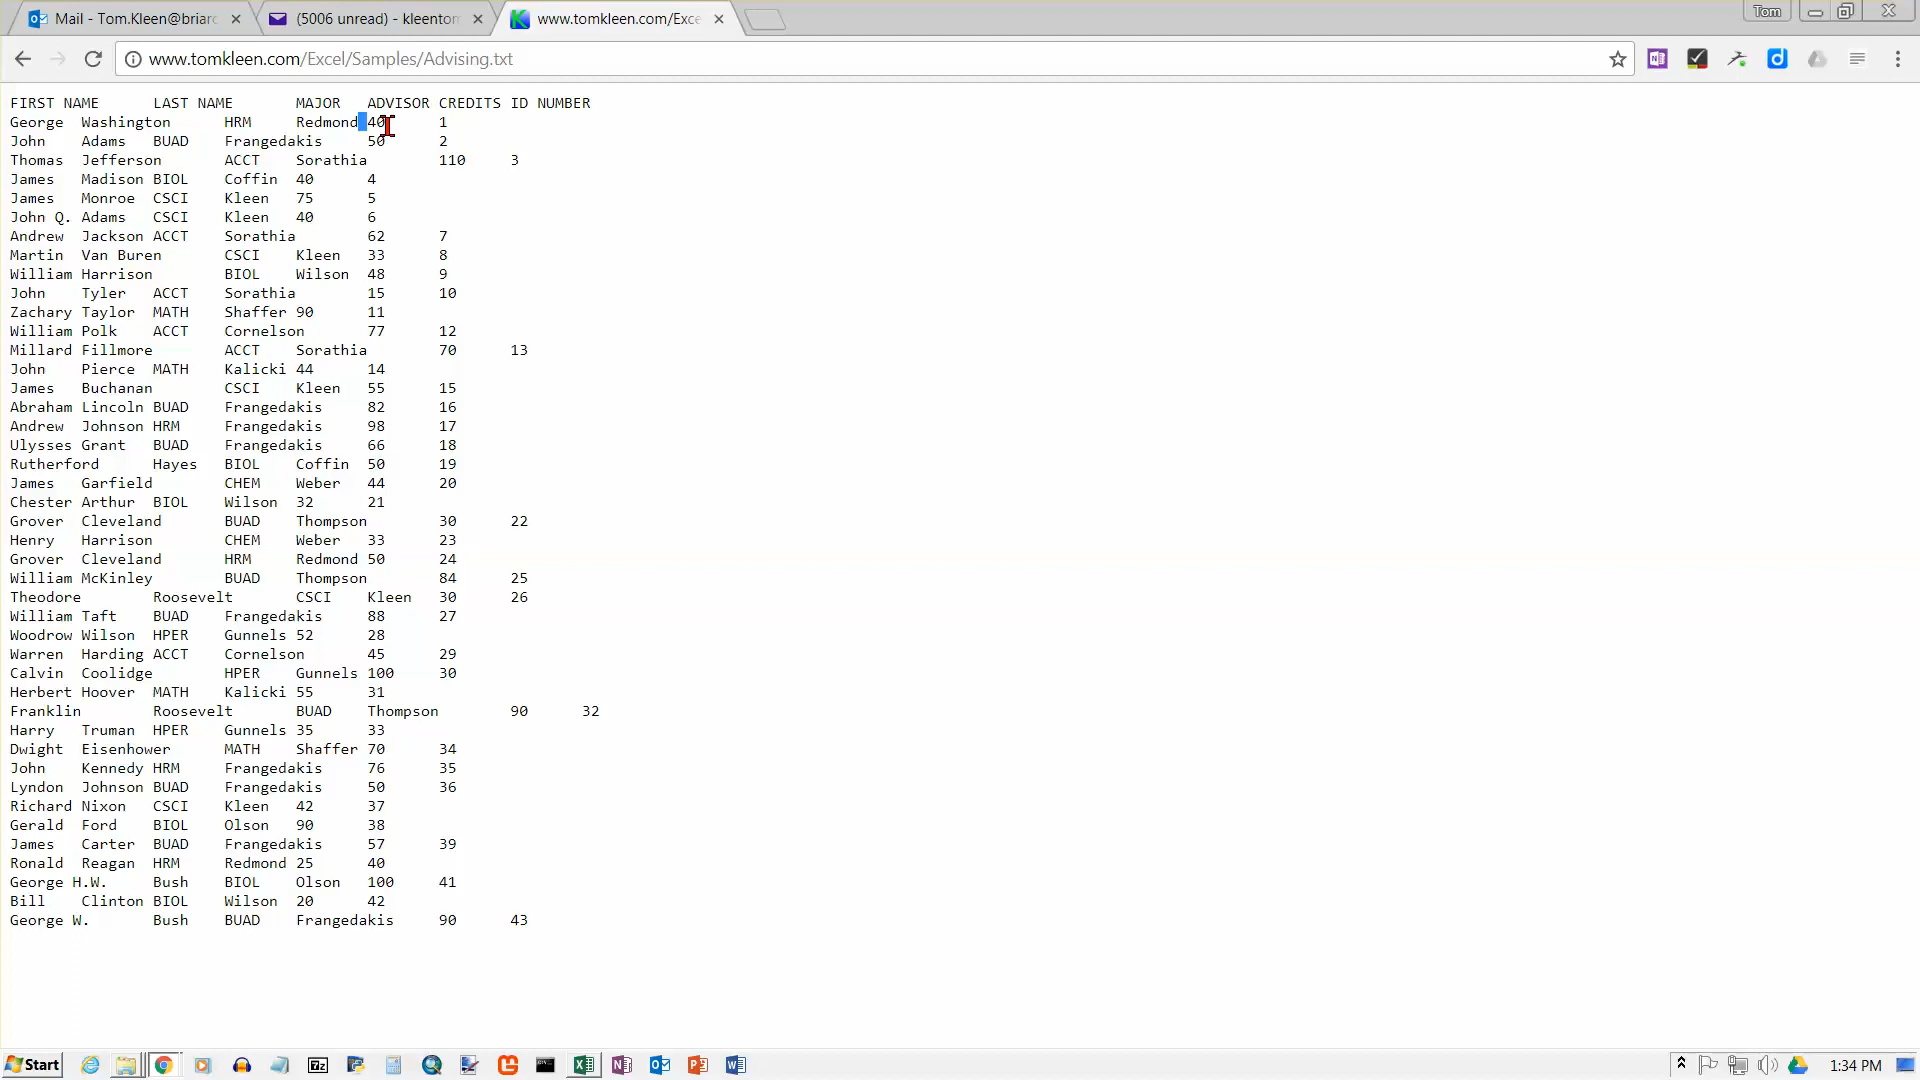 Mail - Tom.Kleen@briarc
(5006 unread) - kleentom
www.tomkleen.com/Exce
Tom
www.tomkleen.com/Excel/Samples/Advising.txt
FIRST NAME LAST NAME MAJOR ADVISOR CREDITS ID NUMBER
George Washington HRM Redmond 40 1
John Adams BUAD Frangedakis 50 2
Thomas Jefferson ACCT Sorathia 110 3
James Madison BIOL Coffin 40 4
James Monroe CSCI Kleen 75 5
John Q. Adams CSCI Kleen 40 6
Andrew Jackson ACCT Sorathia 62 7
Martin Van Buren CSCI Kleen 33 8
William Harrison BIOL Wilson 48 9
John Tyler ACCT Sorathia 15 10
Zachary Taylor MATH Shaffer 90 11
William Polk ACCT Cornelson 77 12
Millard Fillmore ACCT Sorathia 70 13
John Pierce MATH Kalicki 44 14
James Buchanan CSCI Kleen 55 15
Abraham Lincoln BUAD Frangedakis 82 16
Andrew Johnson HRM Frangedakis 98 17
Ulysses Grant BUAD Frangedakis 66 18
Rutherford Hayes BIOL Coffin 50 19
James Garfield CHEM Weber 44 20
Chester Arthur BIOL Wilson 32 21
Grover Cleveland BUAD Thompson 30 22
Henry Harrison CHEM Weber 33 23
Grover Cleveland HRM Redmond 50 24
William McKinley BUAD Thompson 84 25
Theodore Roosevelt CSCI Kleen 30 26
William Taft BUAD Frangedakis 88 27
Woodrow Wilson HPER Gunnels 52 28
Warren Harding ACCT Cornelson 45 29
Calvin Coolidge HPER Gunnels 100 30
Herbert Hoover MATH Kalicki 55 31
Franklin Roosevelt BUAD Thompson 90 32
Harry Truman HPER Gunnels 35 33
Dwight Eisenhower MATH Shaffer 70 34
John Kennedy HRM Frangedakis 76 35
Lyndon Johnson BUAD Frangedakis 50 36
Richard Nixon CSCI Kleen 42 37
Gerald Ford BIOL Olson 90 38
James Carter BUAD Frangedakis 57 39
Ronald Reagan HRM Redmond 25 40
George H.W. Bush BIOL Olson 100 41
Bill Clinton BIOL Wilson 20 42
George W. Bush BUAD Frangedakis 90 43
Start
1:34 PM